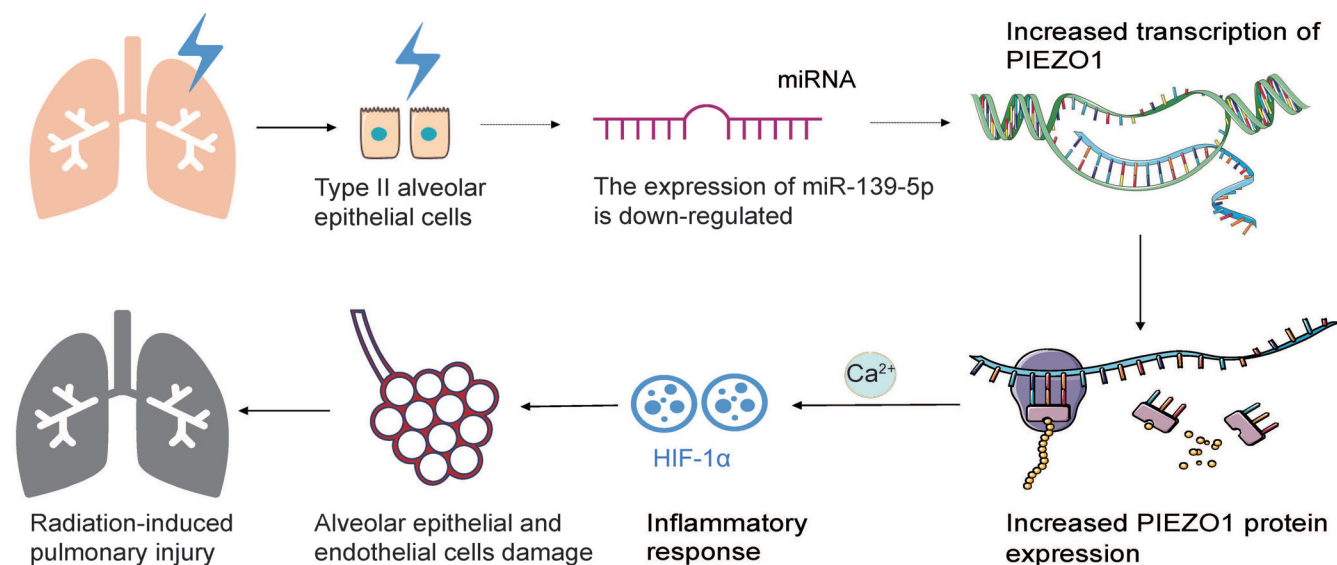 Increased transcription of
PIEZO1
miRNA
Type II alveolar
epithelial cells
The expression of miR-139-5p
is down-regulated
Ca²⁺
HIF-1α
Radiation-induced
pulmonary injury
Alveolar epithelial and
endothelial cells damage
Inflammatory
response
Increased PIEZO1 protein
expression